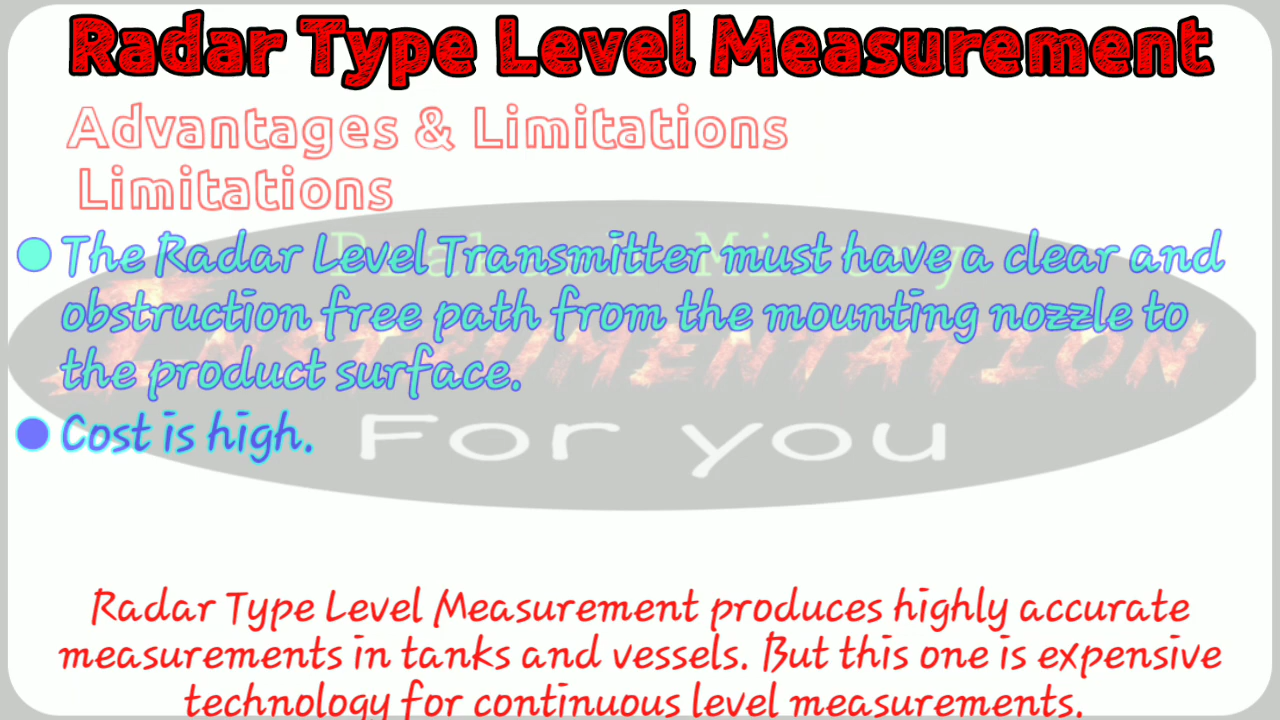 Radar Type Level Measurement
Advantages & Limitations
Limitations
The Radar Level Transmitter must have a clear and
obstruction free path from the mounting nozzle to
the product surface.
Cost is high.
INSTRUMENTATION
For you
Radar Type Level Measurement produces highly accurate
measurements in tanks and vessels. But this one is expensive
technology for continuous level measurements.